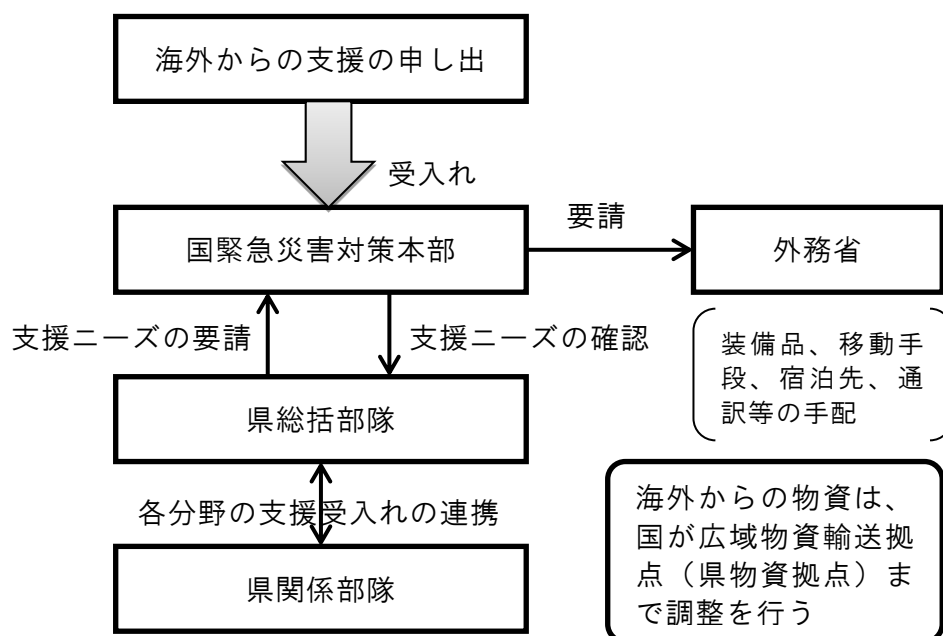 海外からの支援の申し出
受入れ
国緊急災害対策本部
要請
外務省
支援ニーズの要請
支援ニーズの確認
装備品、移動手
段、宿泊先、通
訳等の手配
県総括部隊
各分野の支援受入れの連携
県関係部隊
海外からの物資は、
国が広域物資輸送拠
点（県物資拠点）ま
で調整を行う